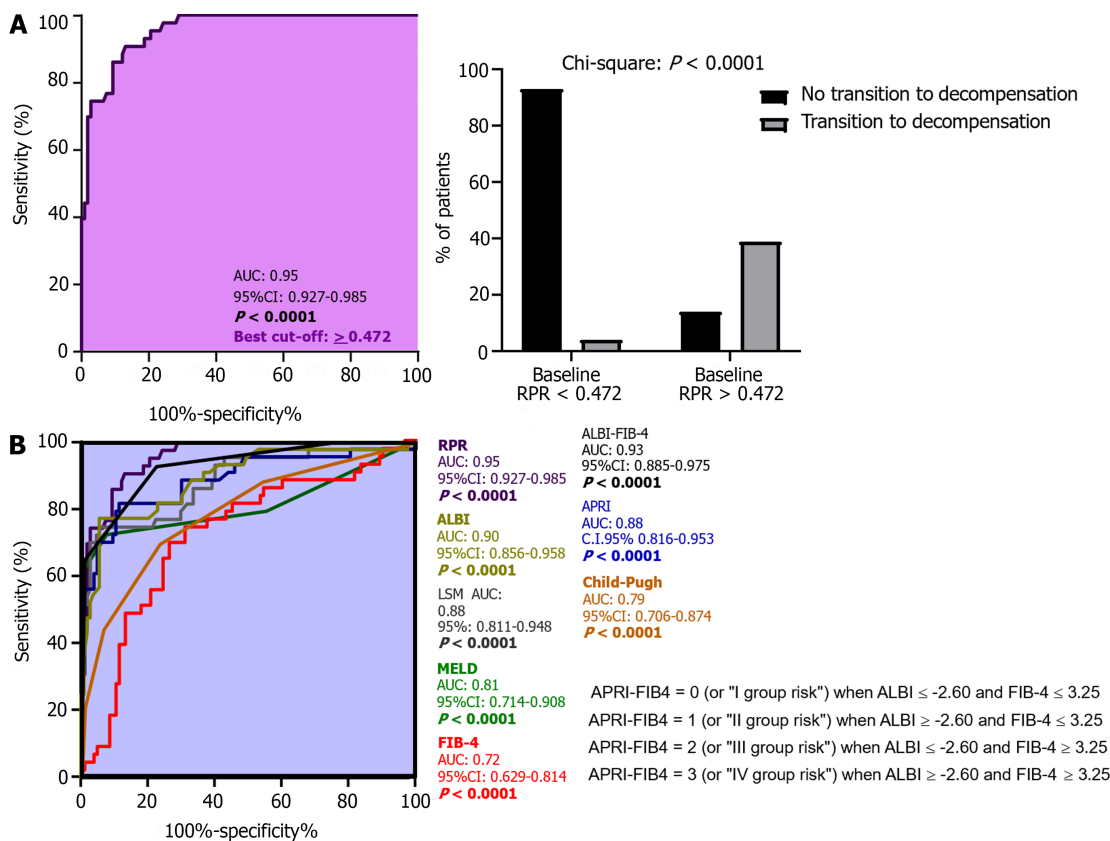 A
100
80
60
40
20
0
Sensitivity (%)
AUC: 0.95
95%CI: 0.927-0.985
P < 0.0001
Best cut-off: ≥ 0.472
0 20 40 60 80 100
100%-specificity%
Chi-square: P < 0.0001
No transition to decompensation
Transition to decompensation
100
80
60
40
20
0
% of patients
Baseline
RPR < 0.472
Baseline
RPR > 0.472
B
100
80
60
40
20
0
Sensitivity (%)
0 20 40 60 80 100
100%-specificity%
RPR
AUC: 0.95
95%CI: 0.927-0.985
P < 0.0001
ALBI
AUC: 0.90
95%CI: 0.856-0.958
P < 0.0001
LSM AUC:
0.88
95%: 0.811-0.948
P < 0.0001
MELD
AUC: 0.81
95%CI: 0.714-0.908
P < 0.0001
FIB-4
AUC: 0.72
95%CI: 0.629-0.814
P < 0.0001
ALBI-FIB-4
AUC: 0.93
95%CI: 0.885-0.975
P < 0.0001
APRI
AUC: 0.88
C.I.95% 0.816-0.953
P < 0.0001
Child-Pugh
AUC: 0.79
95%CI: 0.706-0.874
P < 0.0001
APRI-FIB4 = 0 (or "I group risk") when ALBI ≤ -2.60 and FIB-4 ≤ 3.25
APRI-FIB4 = 1 (or "II group risk") when ALBI ≥ -2.60 and FIB-4 ≤ 3.25
APRI-FIB4 = 2 (or "III group risk") when ALBI ≤ -2.60 and FIB-4 ≥ 3.25
APRI-FIB4 = 3 (or "IV group risk") when ALBI ≥ -2.60 and FIB-4 ≥ 3.25